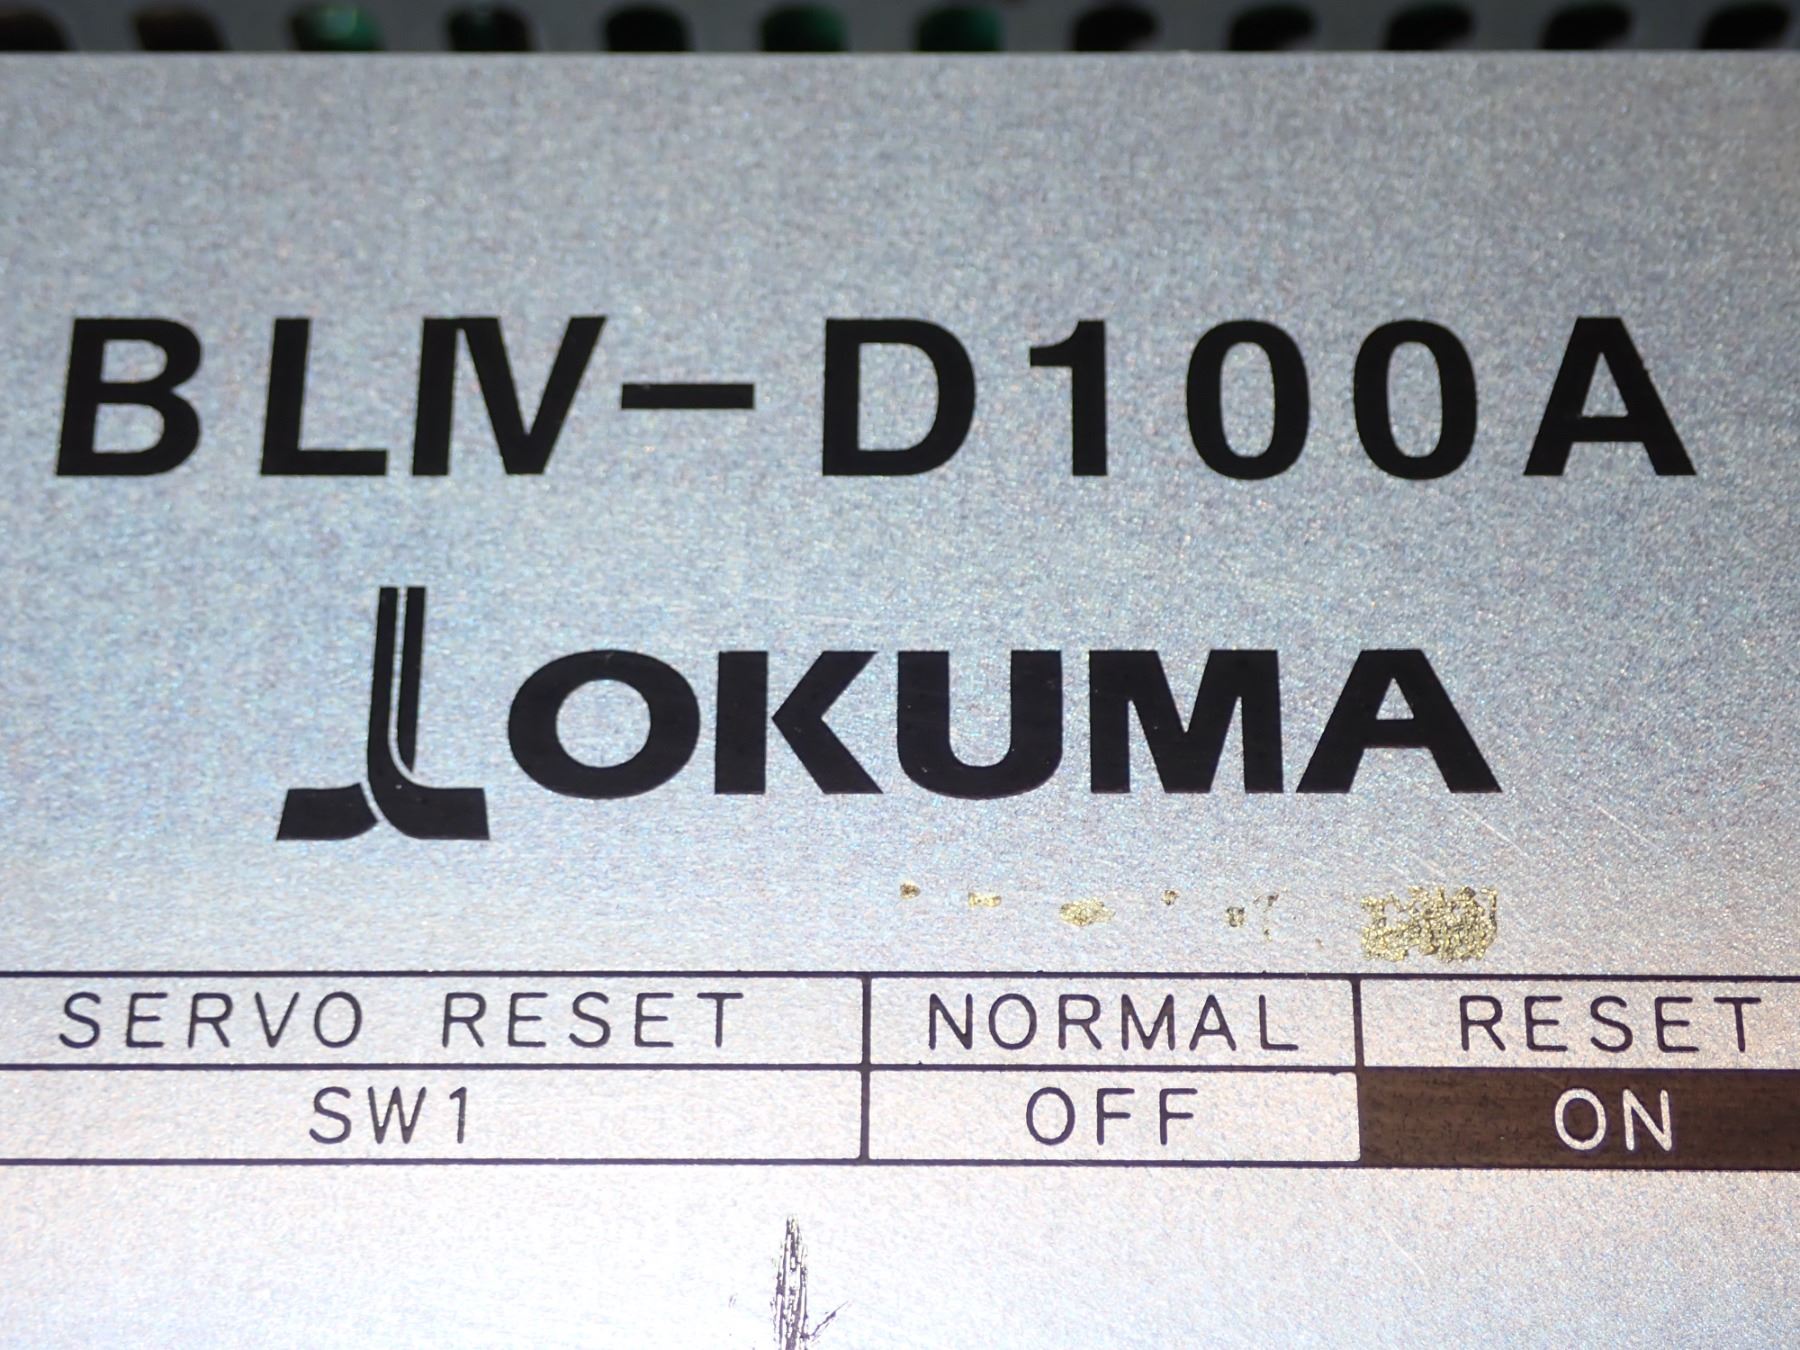 BLIV-D100A
OKUMA
SERVO RESET NORMAL RESET
SW1 OFF ON